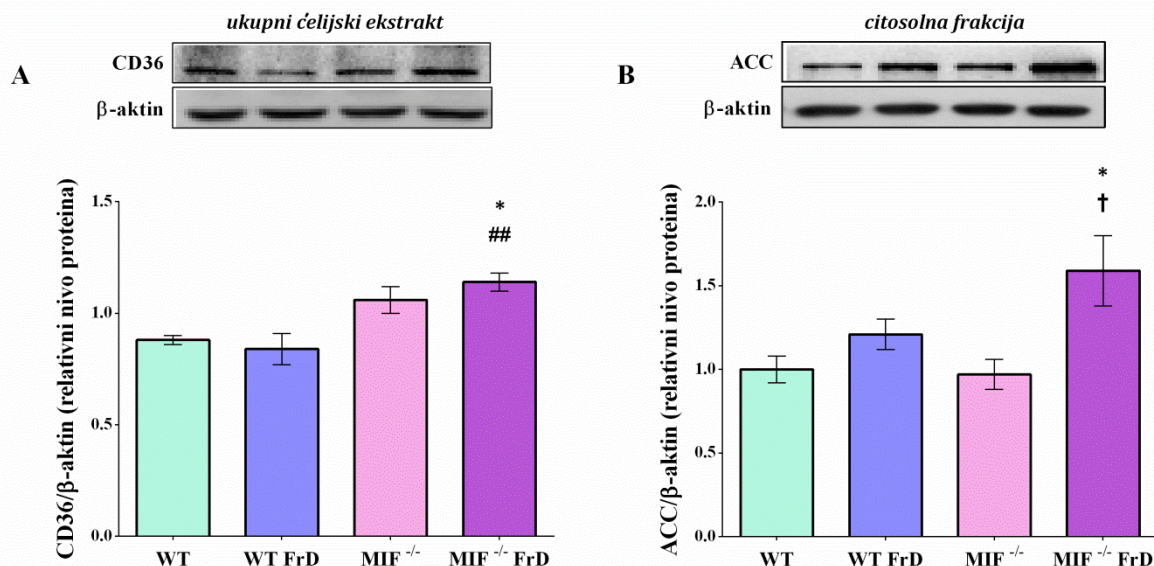 ukupni ćelijski ekstrakt
A
CD36
β-aktin
CD36/β-aktin (relativni nivo proteina)
1.5
1.0
0.5
0.0
*
##
WT
WT FrD
MIF -/-
MIF -/- FrD
citosolna frakcija
B
ACC
β-aktin
ACC/β-aktin (relativni nivo proteina)
2.0
1.5
1.0
0.5
0.0
*
†
WT
WT FrD
MIF -/-
MIF -/- FrD